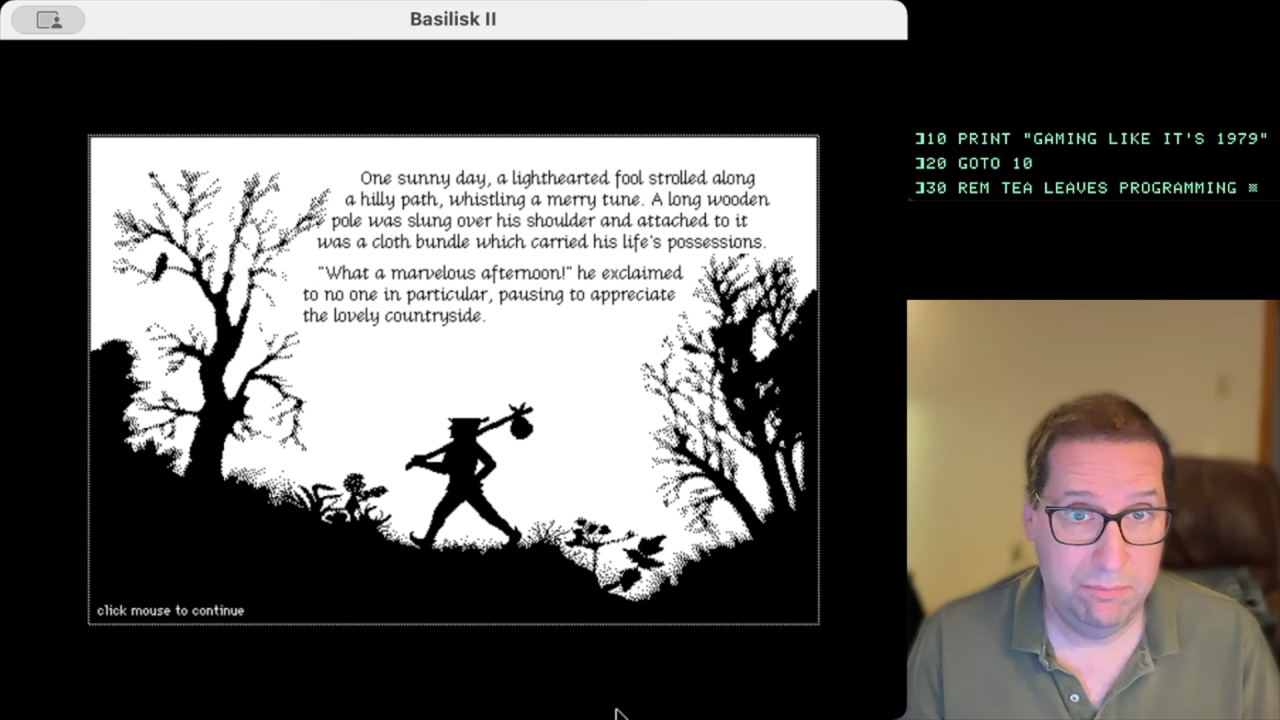 Basilisk II
]10 PRINT "GAMING LIKE IT'S 1979"
]20 GOTO 10
]30 REM TEA LEAVES PROGRAMMING
One sunny day, a lighthearted fool strolled along
a hilly path, whistling a merry tune. A long wooden
pole was slung over his shoulder and attached to it
was a cloth bundle which carried his life's possessions.
"What a marvelous afternoon!" he exclaimed
to no one in particular, pausing to appreciate
the lovely countryside.
click mouse to continue